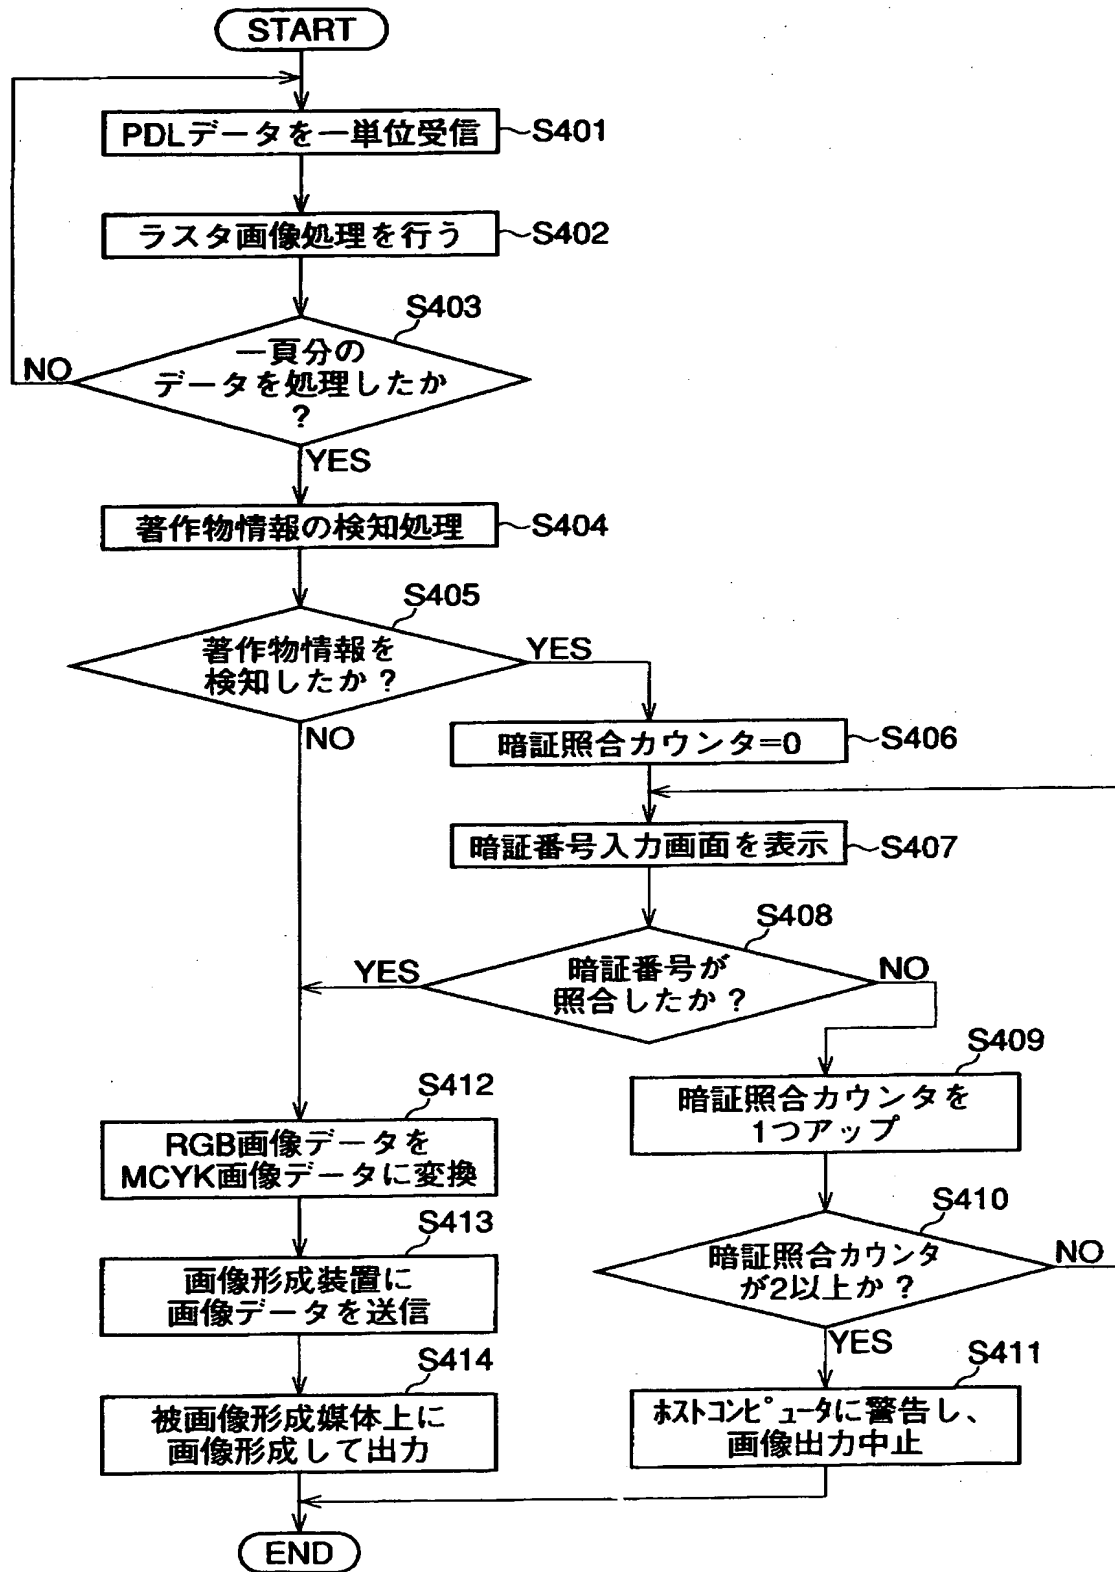 START
PDLデータを一単位受信
S401
ラスタ画像処理を行う
S402
S403
一頁分の
データを処理したか
?
NO
YES
著作物情報の検知処理
S404
S405
著作物情報を
検知したか?
YES
NO
暗証照合カウンタ=0
S406
暗証番号入力画面を表示
S407
S408
暗証番号が
照合したか?
YES
NO
S409
暗証照合カウンタを
1つアップ
S410
暗証照合カウンタ
が2以上か?
NO
YES
S411
ホストコンピュータに警告し、
画像出力中止
S412
RGB画像データを
MCYK画像データに変換
S413
画像形成装置に
画像データを送信
S414
被画像形成媒体上に
画像形成して出力
END